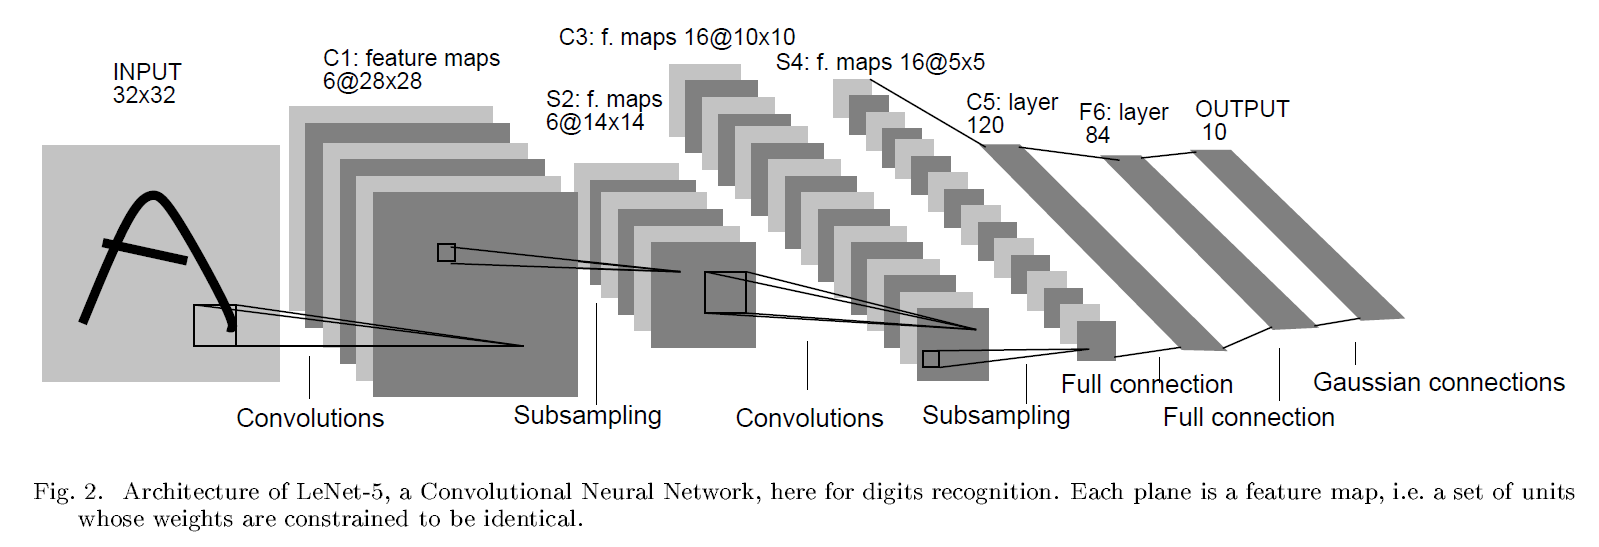 INPUT
32x32
C1: feature maps
6@28x28
S2: f. maps
6@14x14
C3: f. maps 16@10x10
S4: f. maps 16@5x5
C5: layer
120
F6: layer
84
OUTPUT
10
Convolutions
Subsampling
Convolutions
Subsampling
Full connection
Full connection
Gaussian connections
Fig. 2. Architecture of LeNet-5, a Convolutional Neural Network, here for digits recognition. Each plane is a feature map, i.e. a set of units
whose weights are constrained to be identical.